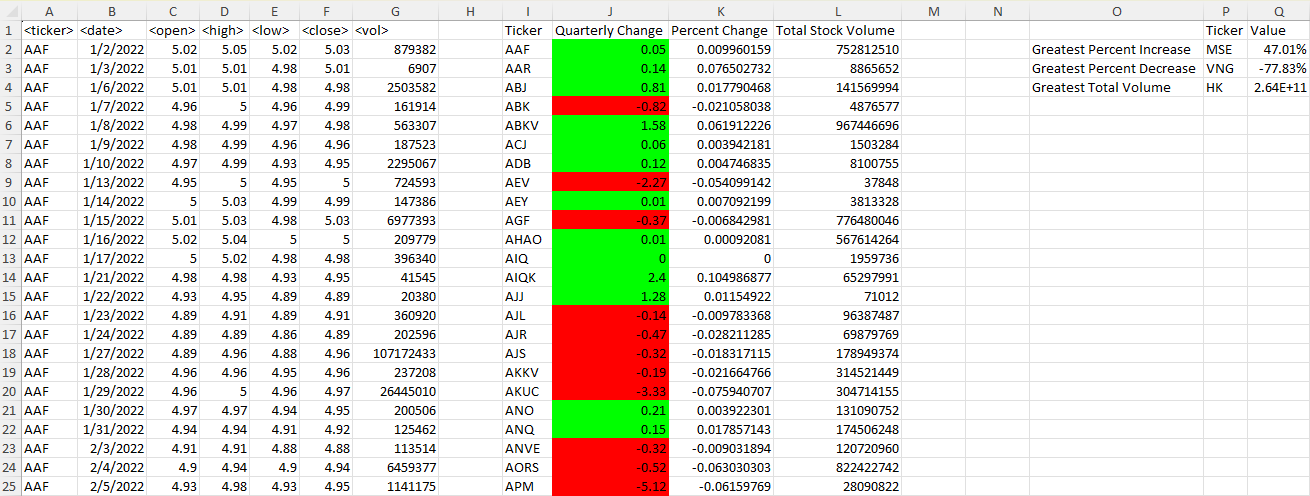 A B C D E F G H I J K L M N O P Q
1 <ticker> <date> <open> <high> <low> <close> <vol> Ticker Quarterly Change Percent Change Total Stock Volume Ticker Value
2 AAF 1/2/2022 5.02 5.05 5.02 5.03 879382 AAF 0.05 0.009960159 752812510 Greatest Percent Increase MSE 47.01%
3 AAF 1/3/2022 5.01 5.01 4.98 5.01 6907 AAR 0.14 0.076502732 8865652 Greatest Percent Decrease VNG -77.83%
4 AAF 1/6/2022 5.01 5.01 4.98 4.98 2503582 ABJ 0.81 0.017790468 141569994 Greatest Total Volume HK 2.64E+11
5 AAF 1/7/2022 4.96 5 4.96 4.99 161914 ABK -0.82 -0.021058038 4876577
6 AAF 1/8/2022 4.98 4.99 4.97 4.98 563307 ABKV 1.58 0.061912226 967446696
7 AAF 1/9/2022 4.98 4.99 4.96 4.96 187523 ACJ 0.06 0.003942181 1503284
8 AAF 1/10/2022 4.97 4.99 4.93 4.95 2295067 ADB 0.12 0.004746835 8100755
9 AAF 1/13/2022 4.95 5 4.95 5 724593 AEV -2.27 -0.054099142 37848
10 AAF 1/14/2022 5 5.03 4.99 4.99 147386 AEY 0.01 0.007092199 3813328
11 AAF 1/15/2022 5.01 5.03 4.98 5.03 6977393 AGF -0.37 -0.006842981 776480046
12 AAF 1/16/2022 5.02 5.04 5 5 209779 AHAO 0.01 0.00092081 567614264
13 AAF 1/17/2022 5 5.02 4.98 4.98 396340 AIQ 0 0 1959736
14 AAF 1/21/2022 4.98 4.98 4.93 4.95 41545 AIQK 2.4 0.104986877 65297991
15 AAF 1/22/2022 4.93 4.95 4.89 4.89 20380 AJJ 1.28 0.01154922 71012
16 AAF 1/23/2022 4.89 4.91 4.89 4.91 360920 AJL -0.14 -0.009783368 96387487
17 AAF 1/24/2022 4.89 4.89 4.86 4.89 202596 AJR -0.47 -0.028211285 69879769
18 AAF 1/27/2022 4.89 4.96 4.88 4.96 107172433 AJS -0.32 -0.018317115 178949374
19 AAF 1/28/2022 4.96 4.96 4.95 4.96 237208 AKKV -0.19 -0.021664766 314521449
20 AAF 1/29/2022 4.96 5 4.96 4.97 26445010 AKUC -3.33 -0.075940707 304714155
21 AAF 1/30/2022 4.97 4.97 4.94 4.95 200506 ANO 0.21 0.003922301 131090752
22 AAF 1/31/2022 4.94 4.94 4.91 4.92 125462 ANQ 0.15 0.017857143 174506248
23 AAF 2/3/2022 4.91 4.91 4.88 4.88 113514 ANVE -0.32 -0.009031894 120720960
24 AAF 2/4/2022 4.9 4.94 4.9 4.94 6459377 AORS -0.52 -0.063030303 822422742
25 AAF 2/5/2022 4.93 4.98 4.93 4.95 1141175 APM -5.12 -0.06159769 28090822